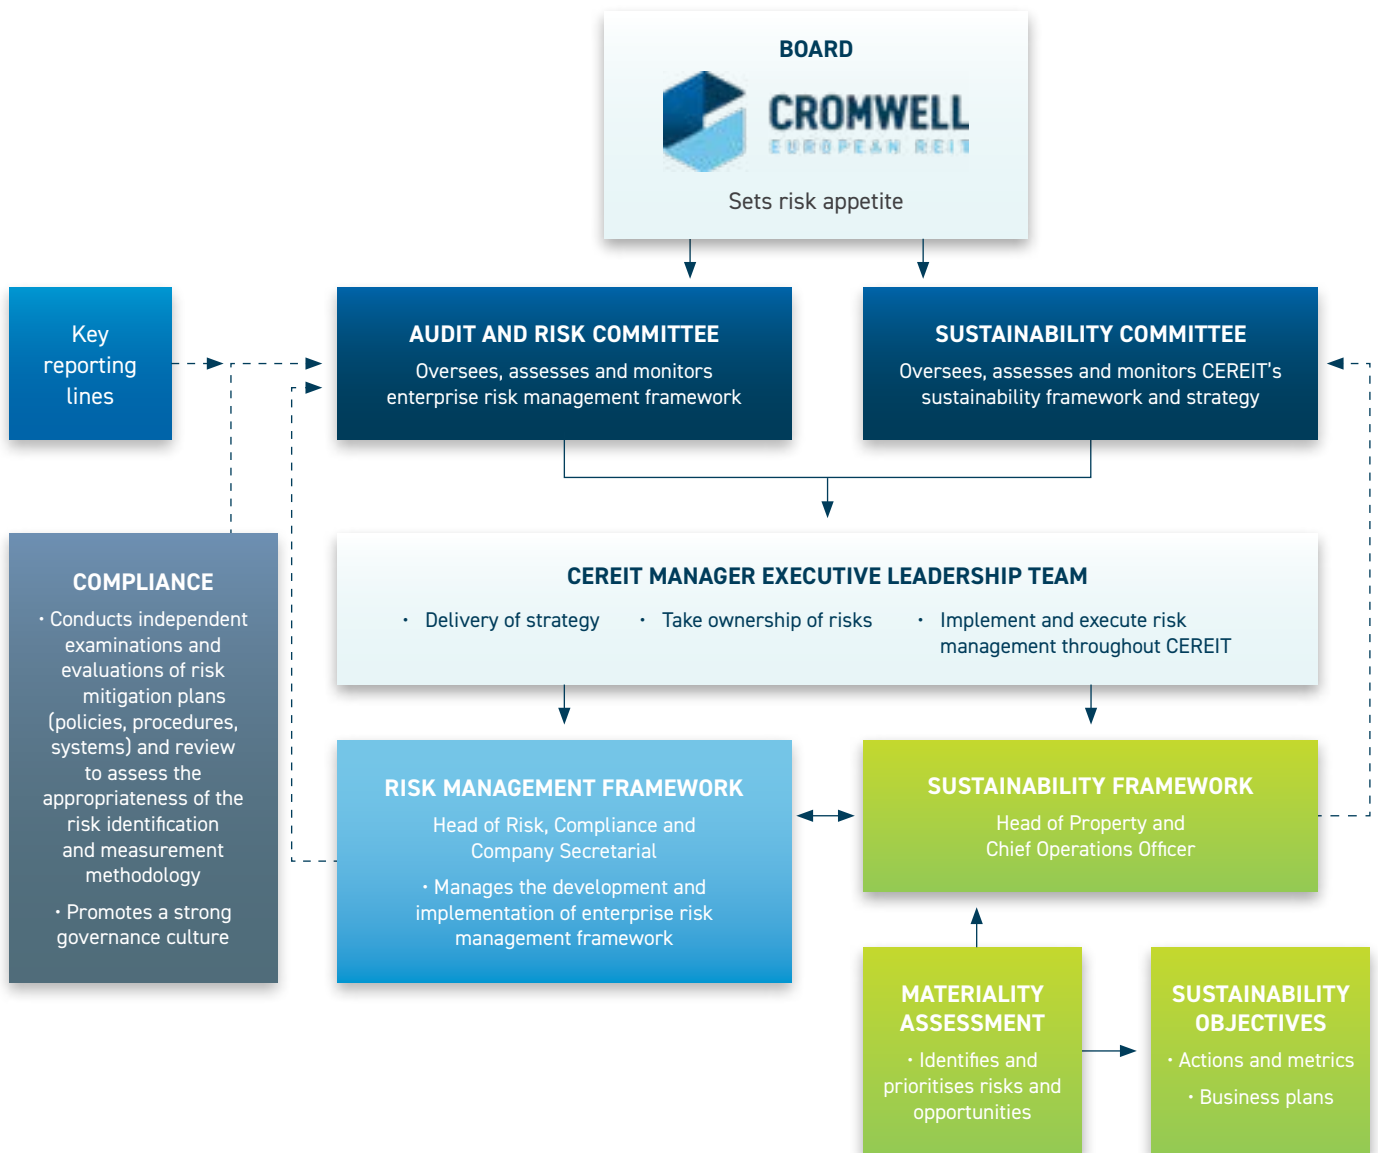 BOARD
CROMWELL
EUROPEAN REIT
Sets risk appetite
Key
reporting
lines
AUDIT AND RISK COMMITTEE
Oversees, assesses and monitors
enterprise risk management framework
SUSTAINABILITY COMMITTEE
Oversees, assesses and monitors CEREIT's
sustainability framework and strategy
COMPLIANCE
· Conducts independent
examinations and
evaluations of risk
mitigation plans
(policies, procedures,
systems) and review
to assess the
appropriateness of the
risk identification
and measurement
methodology
· Promotes a strong
governance culture
CEREIT MANAGER EXECUTIVE LEADERSHIP TEAM
· Delivery of strategy
· Take ownership of risks
· Implement and execute risk
management throughout CEREIT
RISK MANAGEMENT FRAMEWORK
Head of Risk, Compliance and
Company Secretarial
· Manages the development and
implementation of enterprise risk
management framework
SUSTAINABILITY FRAMEWORK
Head of Property and
Chief Operations Officer
MATERIALITY
ASSESSMENT
· Identifies and
prioritises risks and
opportunities
SUSTAINABILITY
OBJECTIVES
· Actions and metrics
· Business plans